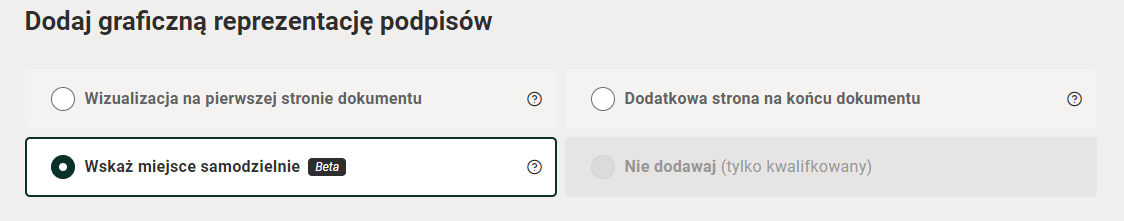 Dodaj graficzną reprezentację podpisów
Wizualizacja na pierwszej stronie dokumentu
Dodatkowa strona na końcu dokumentu
Wskaż miejsce samodzielnie Beta
Nie dodawaj (tylko kwalifkowany)